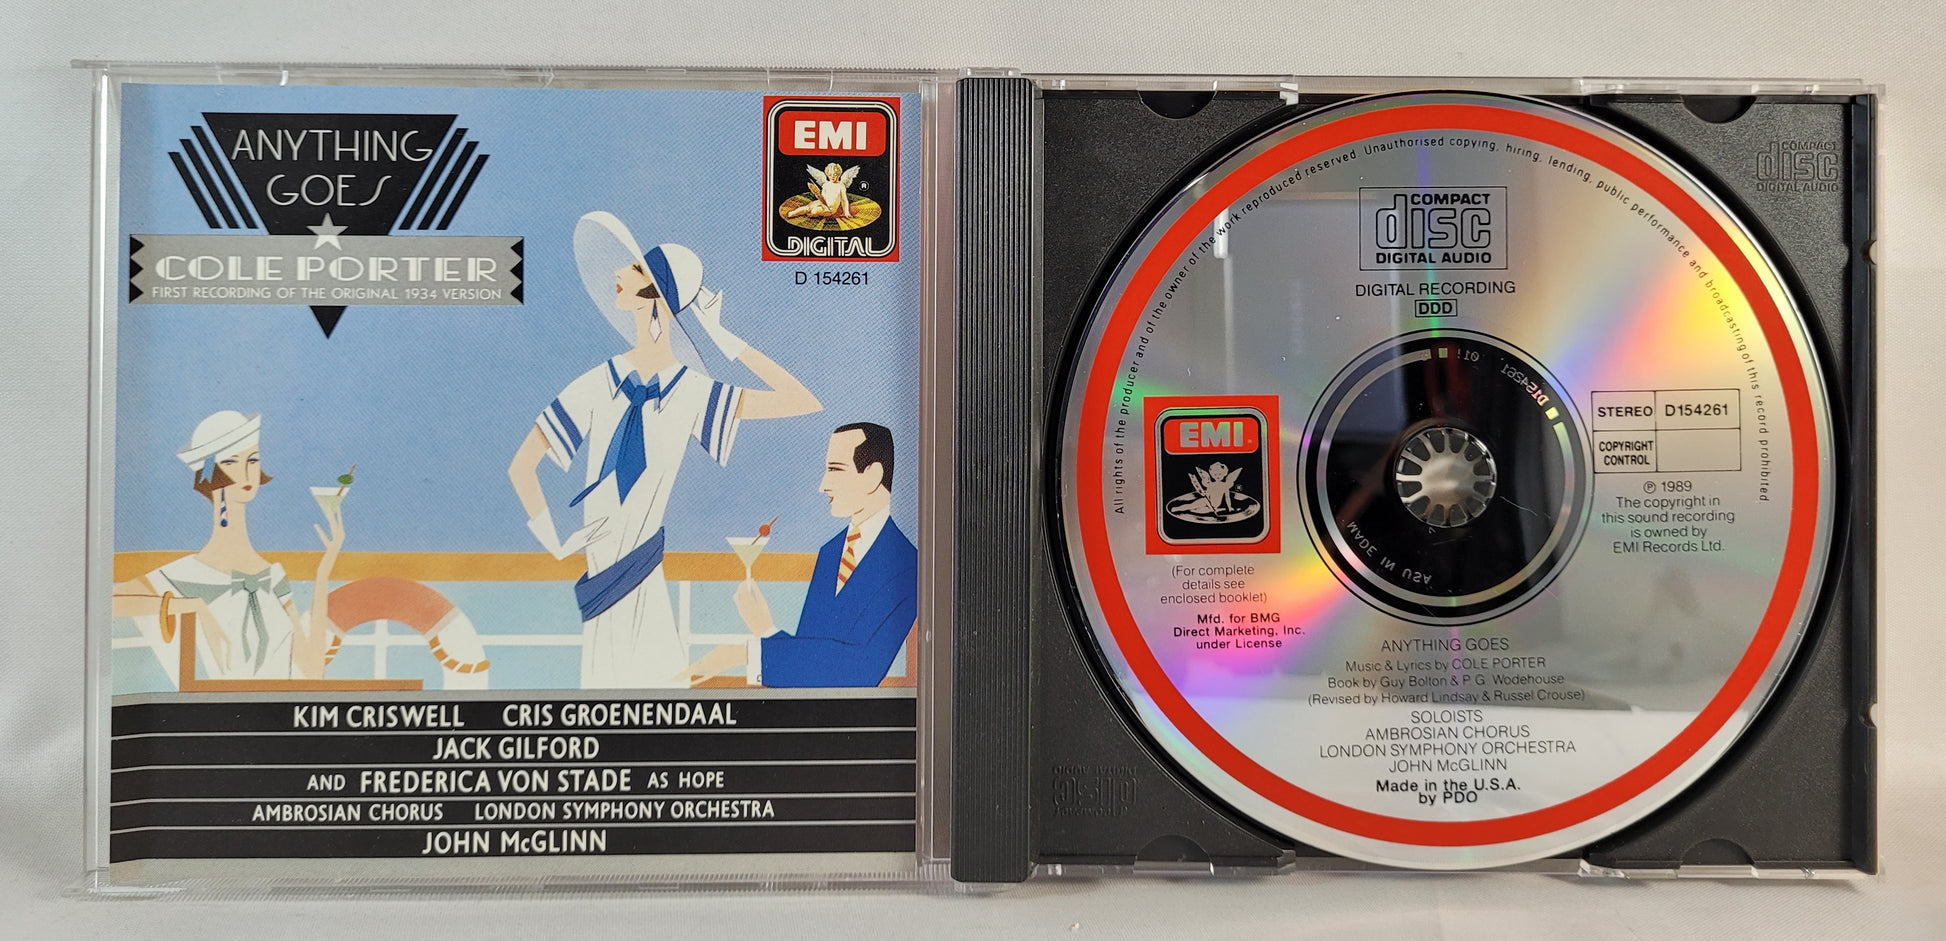 ANYTHING
GOES
COLE PORTER
FIRST RECORDING OF THE ORIGINAL 1934 VERSION
EMI
®
DIGITAL
D 154261
KIM CRISWELL CRIS GROENENDAAL
JACK GILFORD
AND FREDERICA VON STADE AS HOPE
AMBROSIAN CHORUS LONDON SYMPHONY ORCHESTRA
JOHN McGLINN
COMPACT
disc
DIGITAL AUDIO
All rights of the producer and of the owner of the work reproduced reserved. Unauthorised copying, hiring, lending, public performance and broadcasting of this record prohibited.
COMPACT
disc
DIGITAL AUDIO
DIGITAL RECORDING
DDD
D154261
MADE IN USA
EMI
STEREO D154261
COPYRIGHT
CONTROL
℗ 1989
The copyright in
this sound recording
is owned by
EMI Records Ltd.
(For complete
details see
enclosed booklet)
Mfd. for BMG
Direct Marketing, Inc.
under License
ANYTHING GOES
Music & Lyrics by COLE PORTER
Book by Guy Bolton & P.G. Wodehouse
(Revised by Howard Lindsay & Russel Crouse)
SOLOISTS
AMBROSIAN CHORUS
LONDON SYMPHONY ORCHESTRA
JOHN McGLINN
Made in the U.S.A.
by PDO
COMPACT
disc
DIGITAL AUDIO